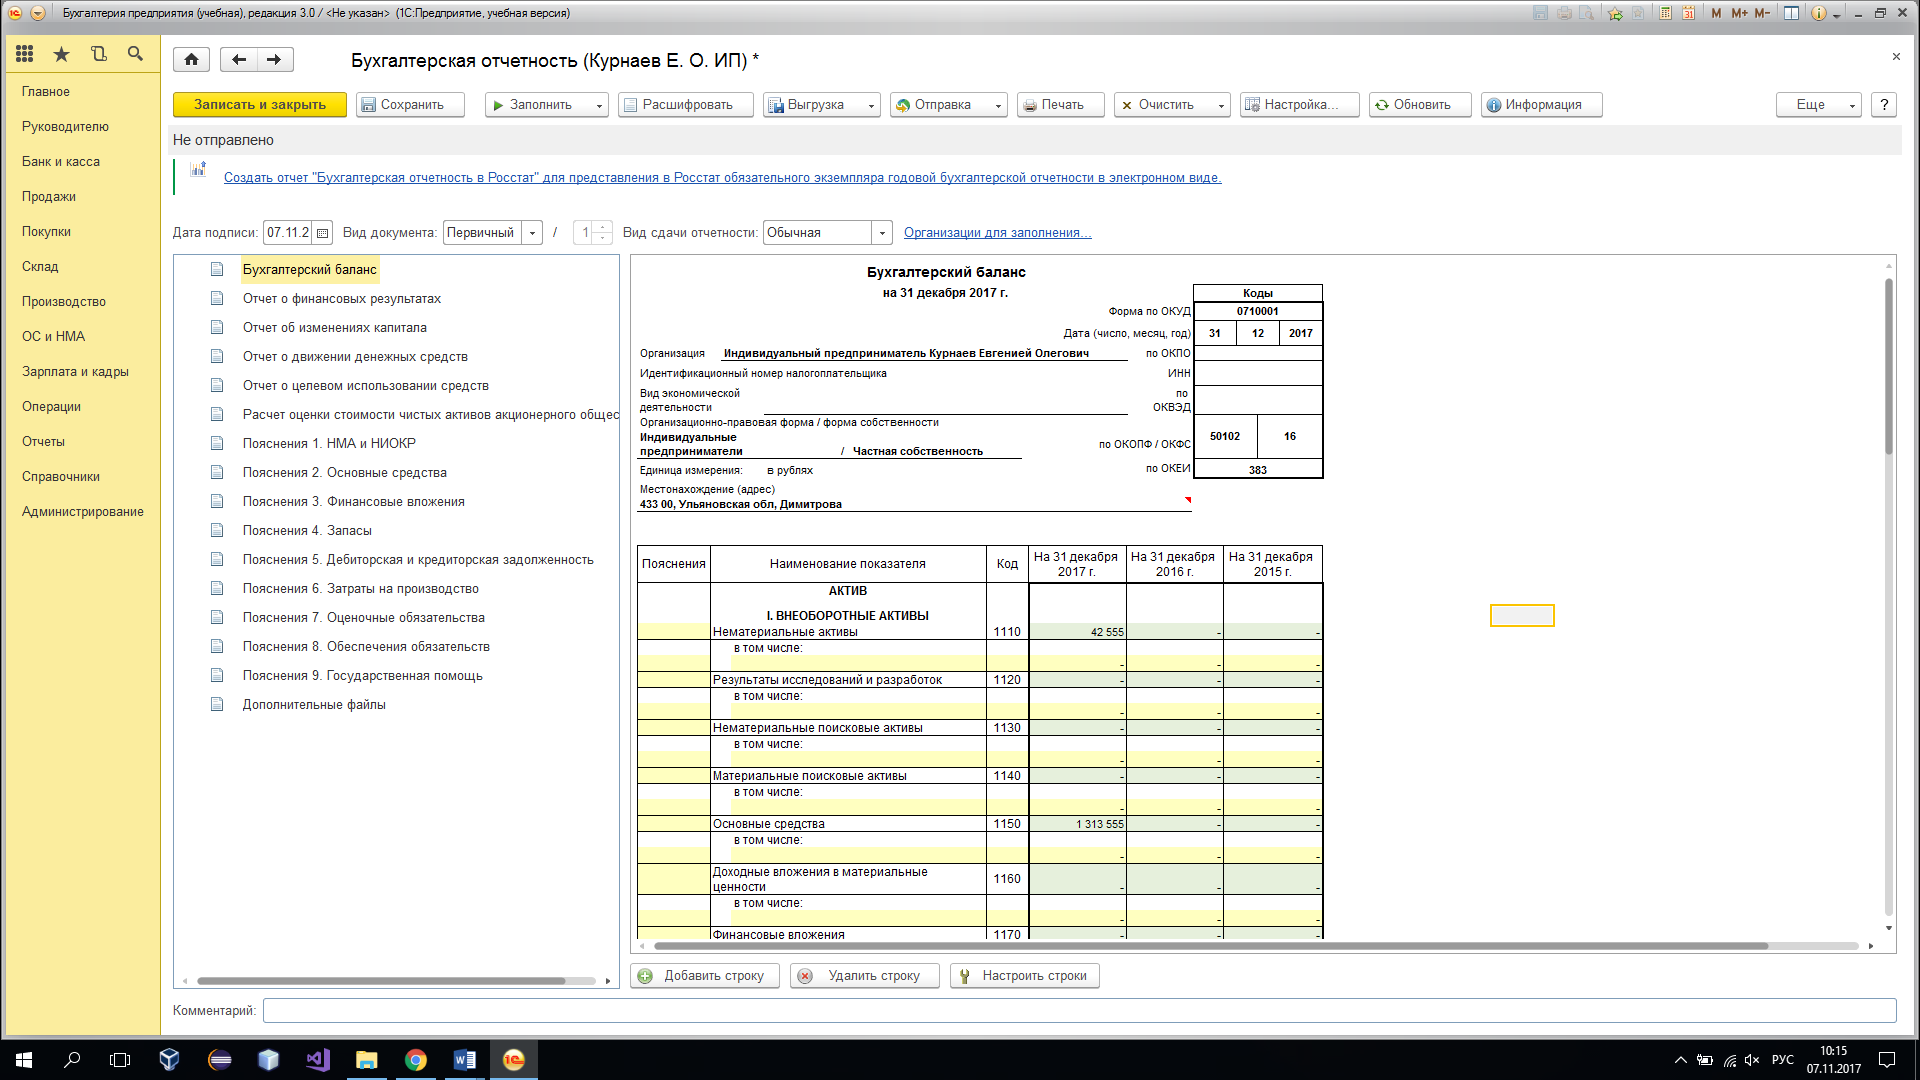 Бухгалтерия предприятия (учебная), редакция 3.0 / <Не указан> (1С:Предприятие, учебная версия)
M M+ M-
Главное
Руководителю
Банк и касса
Продажи
Покупки
Склад
Производство
ОС и НМА
Зарплата и кадры
Операции
Отчеты
Справочники
Администрирование
Бухгалтерская отчетность (Курнаев Е. О. ИП) *
Записать и закрыть Сохранить Заполнить Расшифровать Выгрузка Отправка Печать Очистить Настройка... Обновить Информация Еще ?
Не отправлено
Создать отчет "Бухгалтерская отчетность в Росстат" для представления в Росстат обязательного экземпляра годовой бухгалтерской отчетности в электронном виде.
Дата подписи: 07.11.2 Вид документа: Первичный / 1 Вид сдачи отчетности: Обычная Организации для заполнения...
Бухгалтерский баланс
Отчет о финансовых результатах
Отчет об изменениях капитала
Отчет о движении денежных средств
Отчет о целевом использовании средств
Расчет оценки стоимости чистых активов акционерного общес
Пояснения 1. НМА и НИОКР
Пояснения 2. Основные средства
Пояснения 3. Финансовые вложения
Пояснения 4. Запасы
Пояснения 5. Дебиторская и кредиторская задолженность
Пояснения 6. Затраты на производство
Пояснения 7. Оценочные обязательства
Пояснения 8. Обеспечения обязательств
Пояснения 9. Государственная помощь
Дополнительные файлы
Бухгалтерский баланс
на 31 декабря 2017 г.
Коды
Форма по ОКУД 0710001
Дата (число, месяц, год) 31 12 2017
Организация Индивидуальный предприниматель Курнаев Евгенией Олегович по ОКПО
Идентификационный номер налогоплательщика ИНН
Вид экономической деятельности по ОКВЭД
Организационно-правовая форма / форма собственности
Индивидуальные предприниматели / Частная собственность по ОКОПФ / ОКФС 50102 16
Единица измерения: в рублях по ОКЕИ 383
Местонахождение (адрес)
433 00, Ульяновская обл, Димитрова
Пояснения Наименование показателя Код На 31 декабря 2017 г. На 31 декабря 2016 г. На 31 декабря 2015 г.
АКТИВ
I. ВНЕОБОРОТНЫЕ АКТИВЫ
Нематериальные активы 1110 42 555 - -
в том числе:
- - -
Результаты исследований и разработок 1120 - - -
в том числе:
- - -
Нематериальные поисковые активы 1130 - - -
в том числе:
- - -
Материальные поисковые активы 1140 - - -
в том числе:
- - -
Основные средства 1150 1 313 555 - -
в том числе:
- - -
Доходные вложения в материальные ценности 1160 - - -
в том числе:
- - -
Финансовые вложения 1170 - - -
Добавить строку Удалить строку Настроить строки
Комментарий:
РУС 10:15
07.11.2017